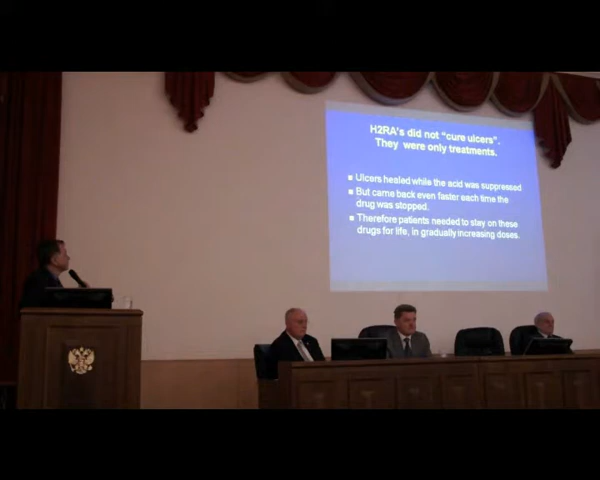 H2RA's did not "cure ulcers".
They were only treatments.
■ Ulcers healed while the acid was suppressed
■ But came back even faster each time the
drug was stopped.
■ Therefore patients needed to stay on these
drugs for life, in gradually increasing doses.